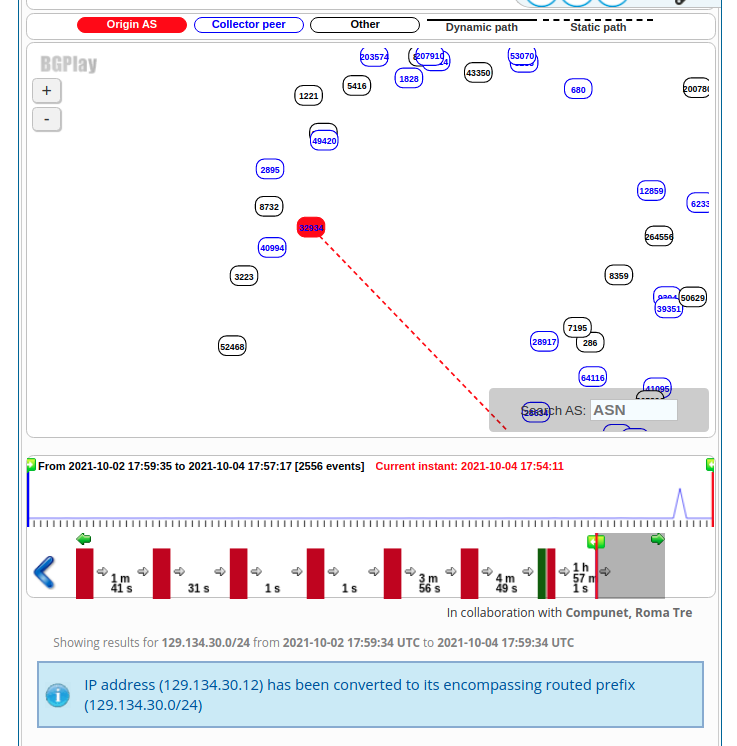 Origin AS Collector peer Other Dynamic path Static path
BGPlay
+
-
203574
207910
53070
1828
5416
43350
680
1221
49420
2895
12859
8732
32934
264556
40994
3223
8359
50629
39351
7195
28917
286
52468
64116
41095
28634
Search AS: ASN
From 2021-10-02 17:59:35 to 2021-10-04 17:57:17 [2556 events] Current instant: 2021-10-04 17:54:11
1 m 41 s
31 s
1 s
1 s
3 m 56 s
4 m 49 s
1 h 57 m 1 s
In collaboration with Compunet, Roma Tre
Showing results for 129.134.30.0/24 from 2021-10-02 17:59:34 UTC to 2021-10-04 17:59:34 UTC
IP address (129.134.30.12) has been converted to its encompassing routed prefix
(129.134.30.0/24)